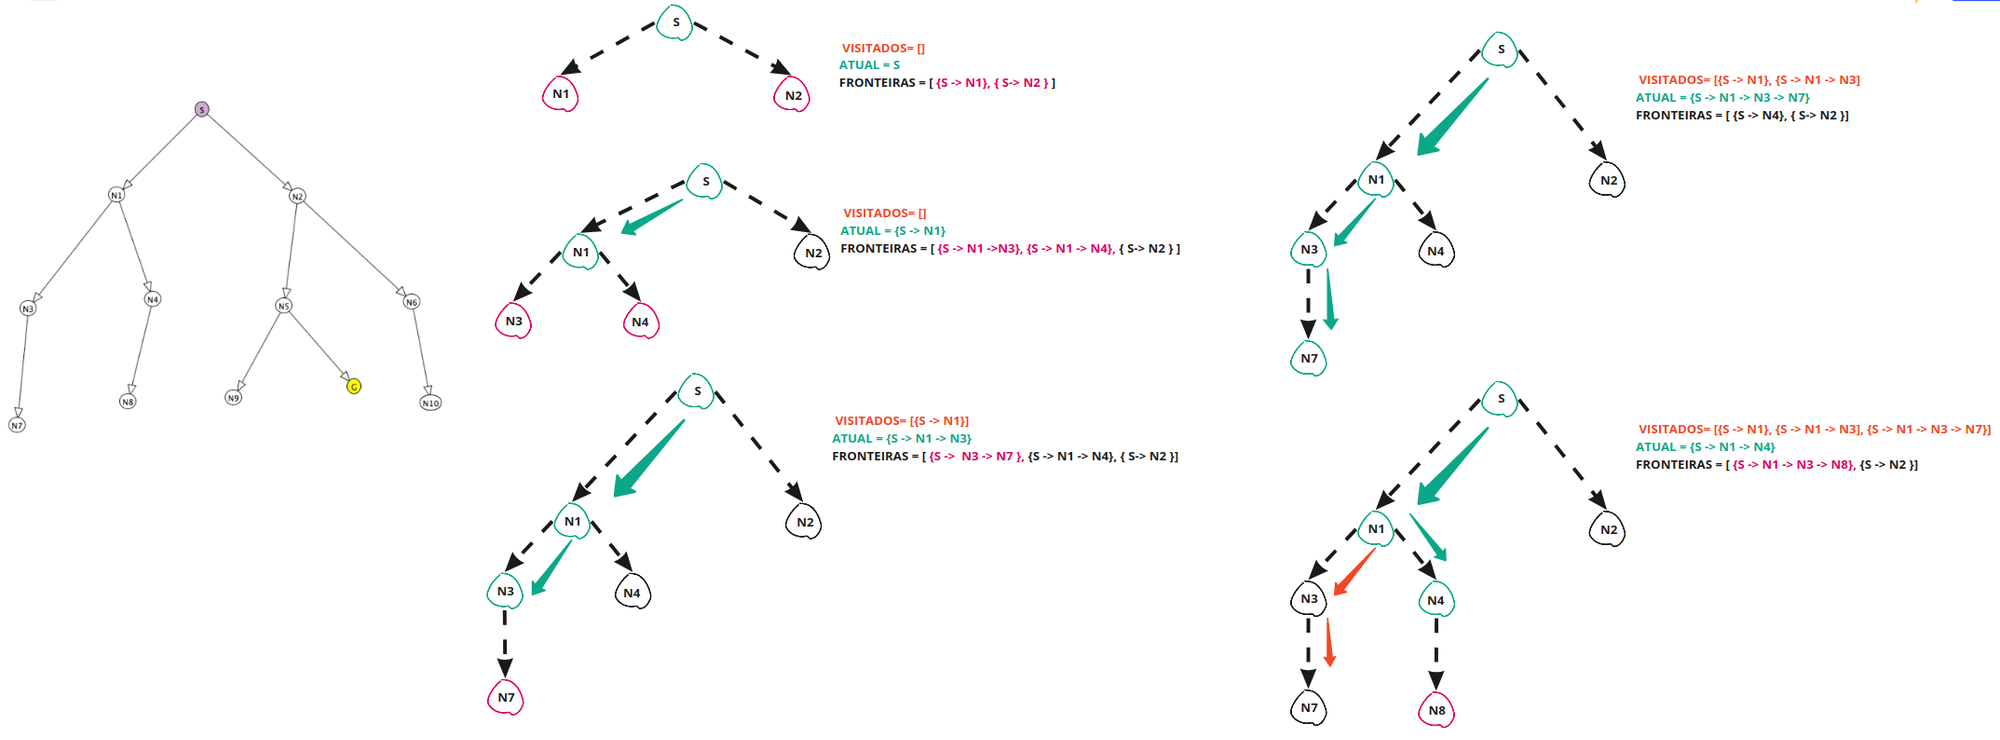 S
N1
N2
N3
N4
N5
N6
N7
N8
N9
G
N10
S
N1
N2
VISITADOS= []
ATUAL = S
FRONTEIRAS = [ {S -> N1}, { S-> N2 } ]
S
N1
N2
N3
N4
VISITADOS= []
ATUAL = {S -> N1}
FRONTEIRAS = [ {S -> N1 ->N3}, {S -> N1 -> N4}, { S-> N2 } ]
S
N1
N2
N3
N4
N7
VISITADOS= [{S -> N1}]
ATUAL = {S -> N1 -> N3}
FRONTEIRAS = [ {S -> N3 -> N7 }, {S -> N1 -> N4}, { S-> N2 }]
S
N1
N2
N3
N4
N7
VISITADOS= [{S -> N1}, {S -> N1 -> N3]
ATUAL = {S -> N1 -> N3 -> N7}
FRONTEIRAS = [ {S -> N4}, { S-> N2 }]
S
N1
N2
N3
N4
N7
N8
VISITADOS= [{S -> N1}, {S -> N1 -> N3], {S -> N1 -> N3 -> N7}]
ATUAL = {S -> N1 -> N4}
FRONTEIRAS = [ {S -> N1 -> N3 -> N8}, {S -> N2 }]